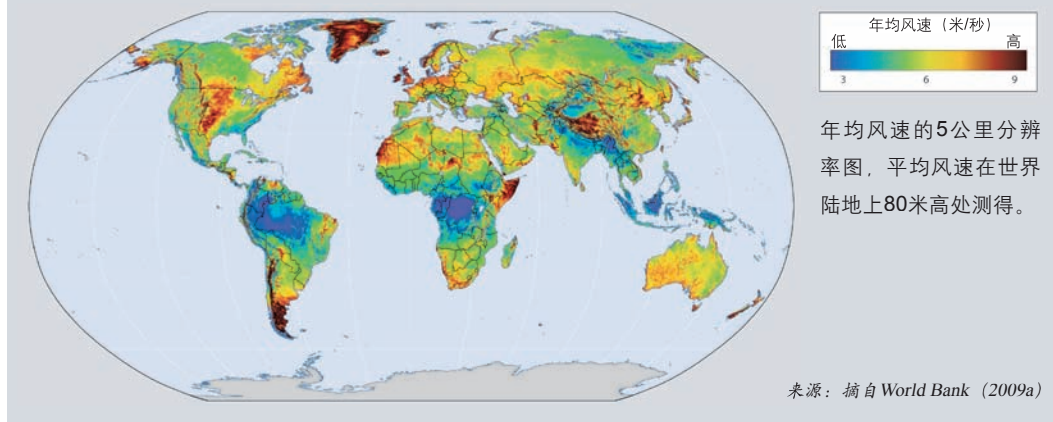 年均风速（米/秒）
低 高
3 6 9
年均风速的5公里分辨
率图，平均风速在世界
陆地上80米高处测得。
来源：摘自World Bank（2009a）